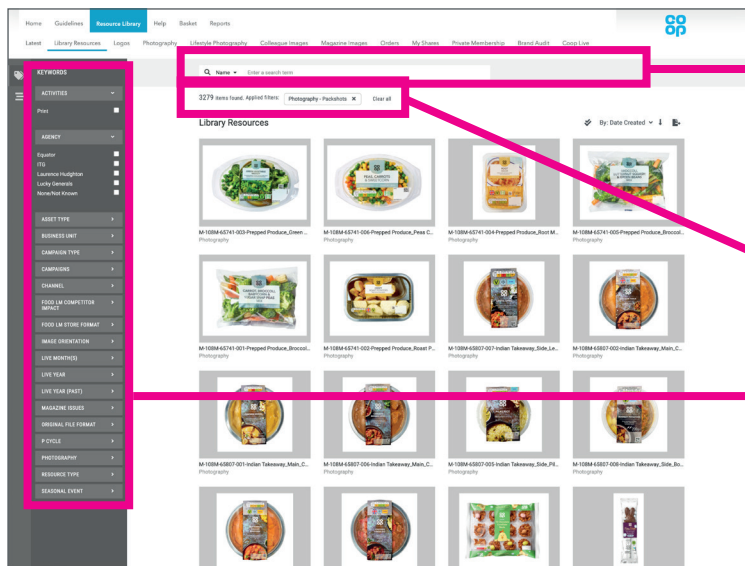 Home Guidelines Resource Library Help Basket Reports
CO
OP
Latest Library Resources Logos Photography Lifestyle Photography Colleague Images Magazine Images Orders My Shares Private Membership Brand Audit Coop Live
KEYWORDS
ACTIVITIES
Print
AGENCY
Equator
ITG
Laurence Hudghton
Lucky Generals
None/Not Known
ASSET TYPE
BUSINESS UNIT
CAMPAIGN TYPE
CAMPAIGNS
CHANNEL
FOOD LM COMPETITOR
IMPACT
FOOD LM STORE FORMAT
IMAGE ORIENTATION
LIVE MONTH(S)
LIVE YEAR
LIVE YEAR (PAST)
MAGAZINE ISSUES
ORIGINAL FILE FORMAT
P CYCLE
PHOTOGRAPHY
RESOURCE TYPE
SEASONAL EVENT
Name Enter a search term
3279 items found. Applied filters: Photography - Packshots X Clear all
Library Resources By: Date Created
PEAS, CARROTS
M-108M-65741-003-Prepped Produce_Green ... M-108M-65741-006-Prepped Produce_Peas C... M-108M-65741-004-Prepped Produce_Root M... M-108M-65741-005-Prepped Produce_Broccol...
Photography Photography Photography Photography
M-108M-65741-001-Prepped Produce_Broccol... M-108M-65741-002-Prepped Produce_Roast P... M-108M-65807-007-Indian Takeaway_Side_Le... M-108M-65807-002-Indian Takeaway_Main_C...
Photography Photography Photography Photography
M-108M-65807-001-Indian Takeaway_Main_C... M-108M-65807-006-Indian Takeaway_Main_C... M-108M-65807-005-Indian Takeaway_Side_Pil... M-108M-65807-008-Indian Takeaway_Side_Bo...
Photography Photography Photography Photography